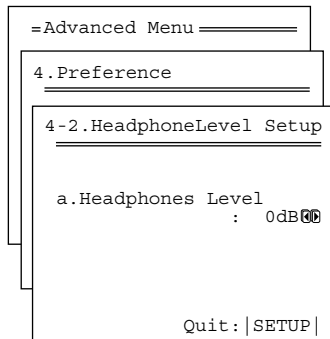 Advanced Menu
4.Preference
4-2.HeadphoneLevel Setup
a.Headphones Level
: 0dB
Quit:|SETUP|